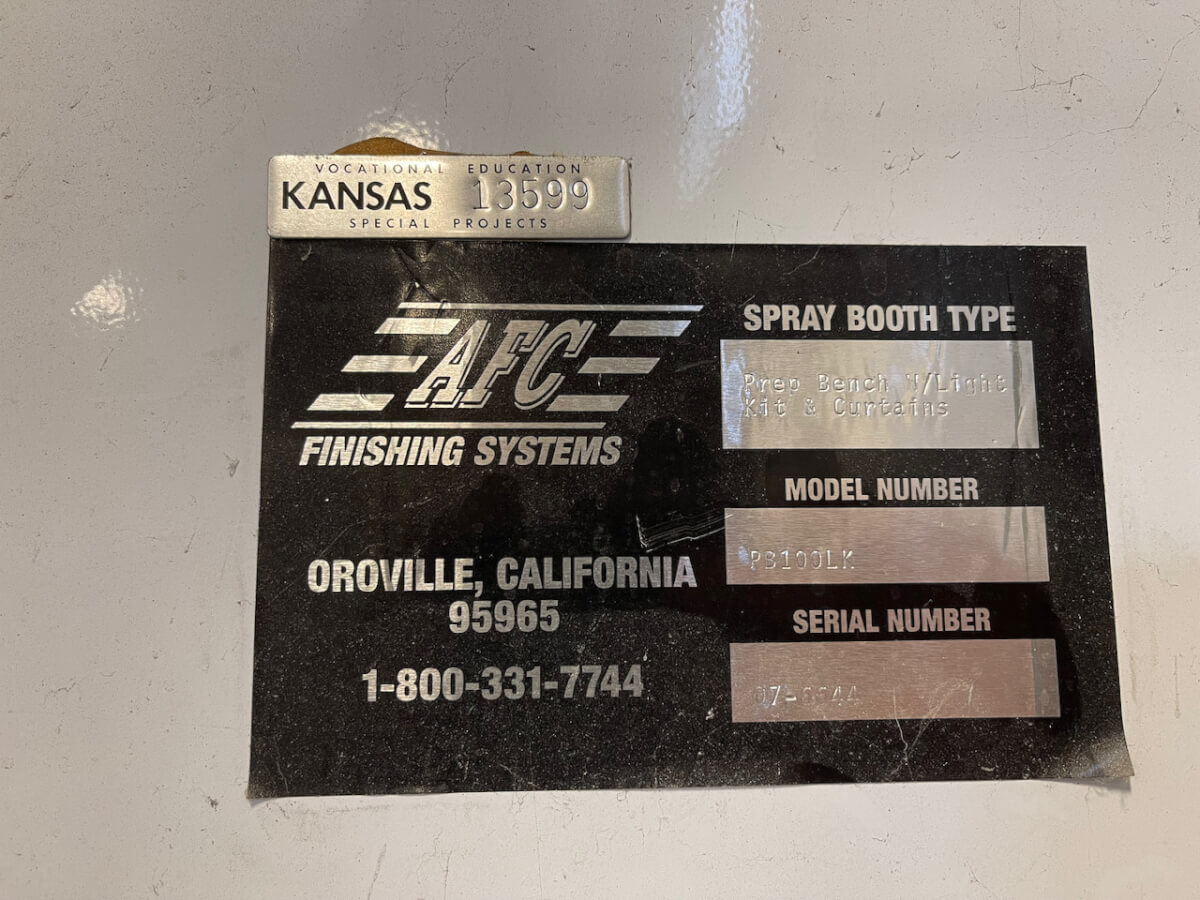 VOCATIONAL EDUCATION
KANSAS 13599
SPECIAL PROJECTS
AFC
FINISHING SYSTEMS
OROVILLE, CALIFORNIA
95965
1-800-331-7744
SPRAY BOOTH TYPE
Prep Bench W/Light
Kit & Curtains
MODEL NUMBER
PB100LK
SERIAL NUMBER